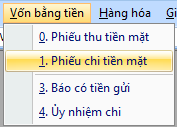 Vốn bằng tiền Hàng hóa
0. Phiếu thu tiền mặt
1. Phiếu chi tiền mặt
3. Báo có tiền gửi
4. Ủy nhiệm chi